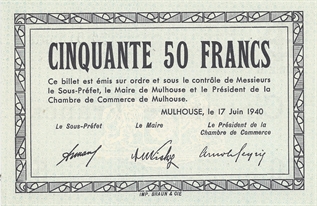 CINQUANTE 50 FRANCS
Ce billet est émis sur ordre et sous le contrôle de Messieurs
le Sous-Préfet, le Maire de Mulhouse et le Président de la
Chambre de Commerce de Mulhouse.
MULHOUSE, le 17 Juin 1940
Le Sous-Préfet Le Maire Le Président de la
Chambre de Commerce
IMP. BRAUN & CIE